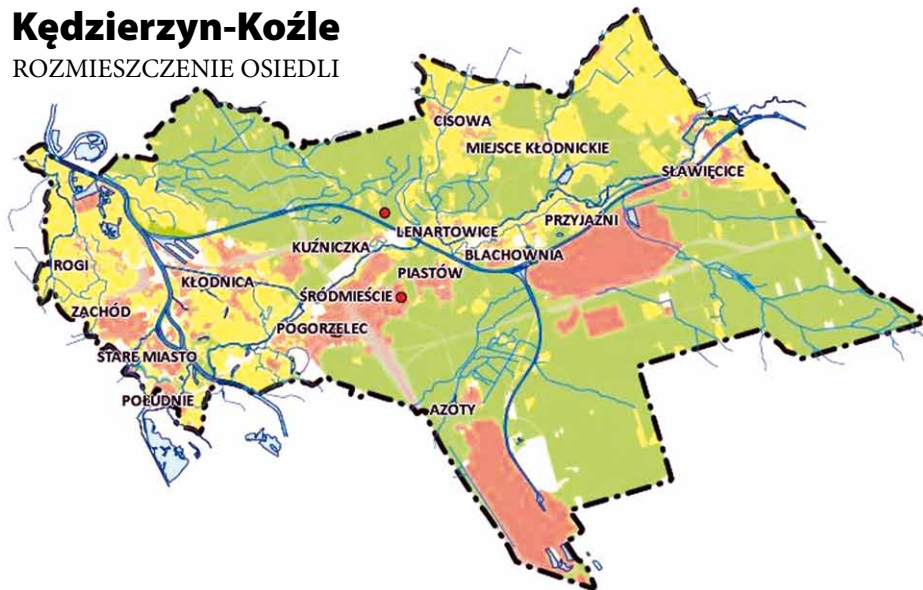 Kędzierzyn-Koźle
ROZMIESZCZENIE OSIEDLI
CISOWA
MIEJSCE KŁODNICKIE
SŁAWIĘCICE
PRZYJAŹNI
LENARTOWICE
KUŹNICZKA
BLACHOWNIA
ROGI
PIASTÓW
KŁODNICA
ŚRÓDMIEŚCIE
ZACHÓD
POGORZELEC
STARE MIASTO
POŁUDNIE
AZOTY